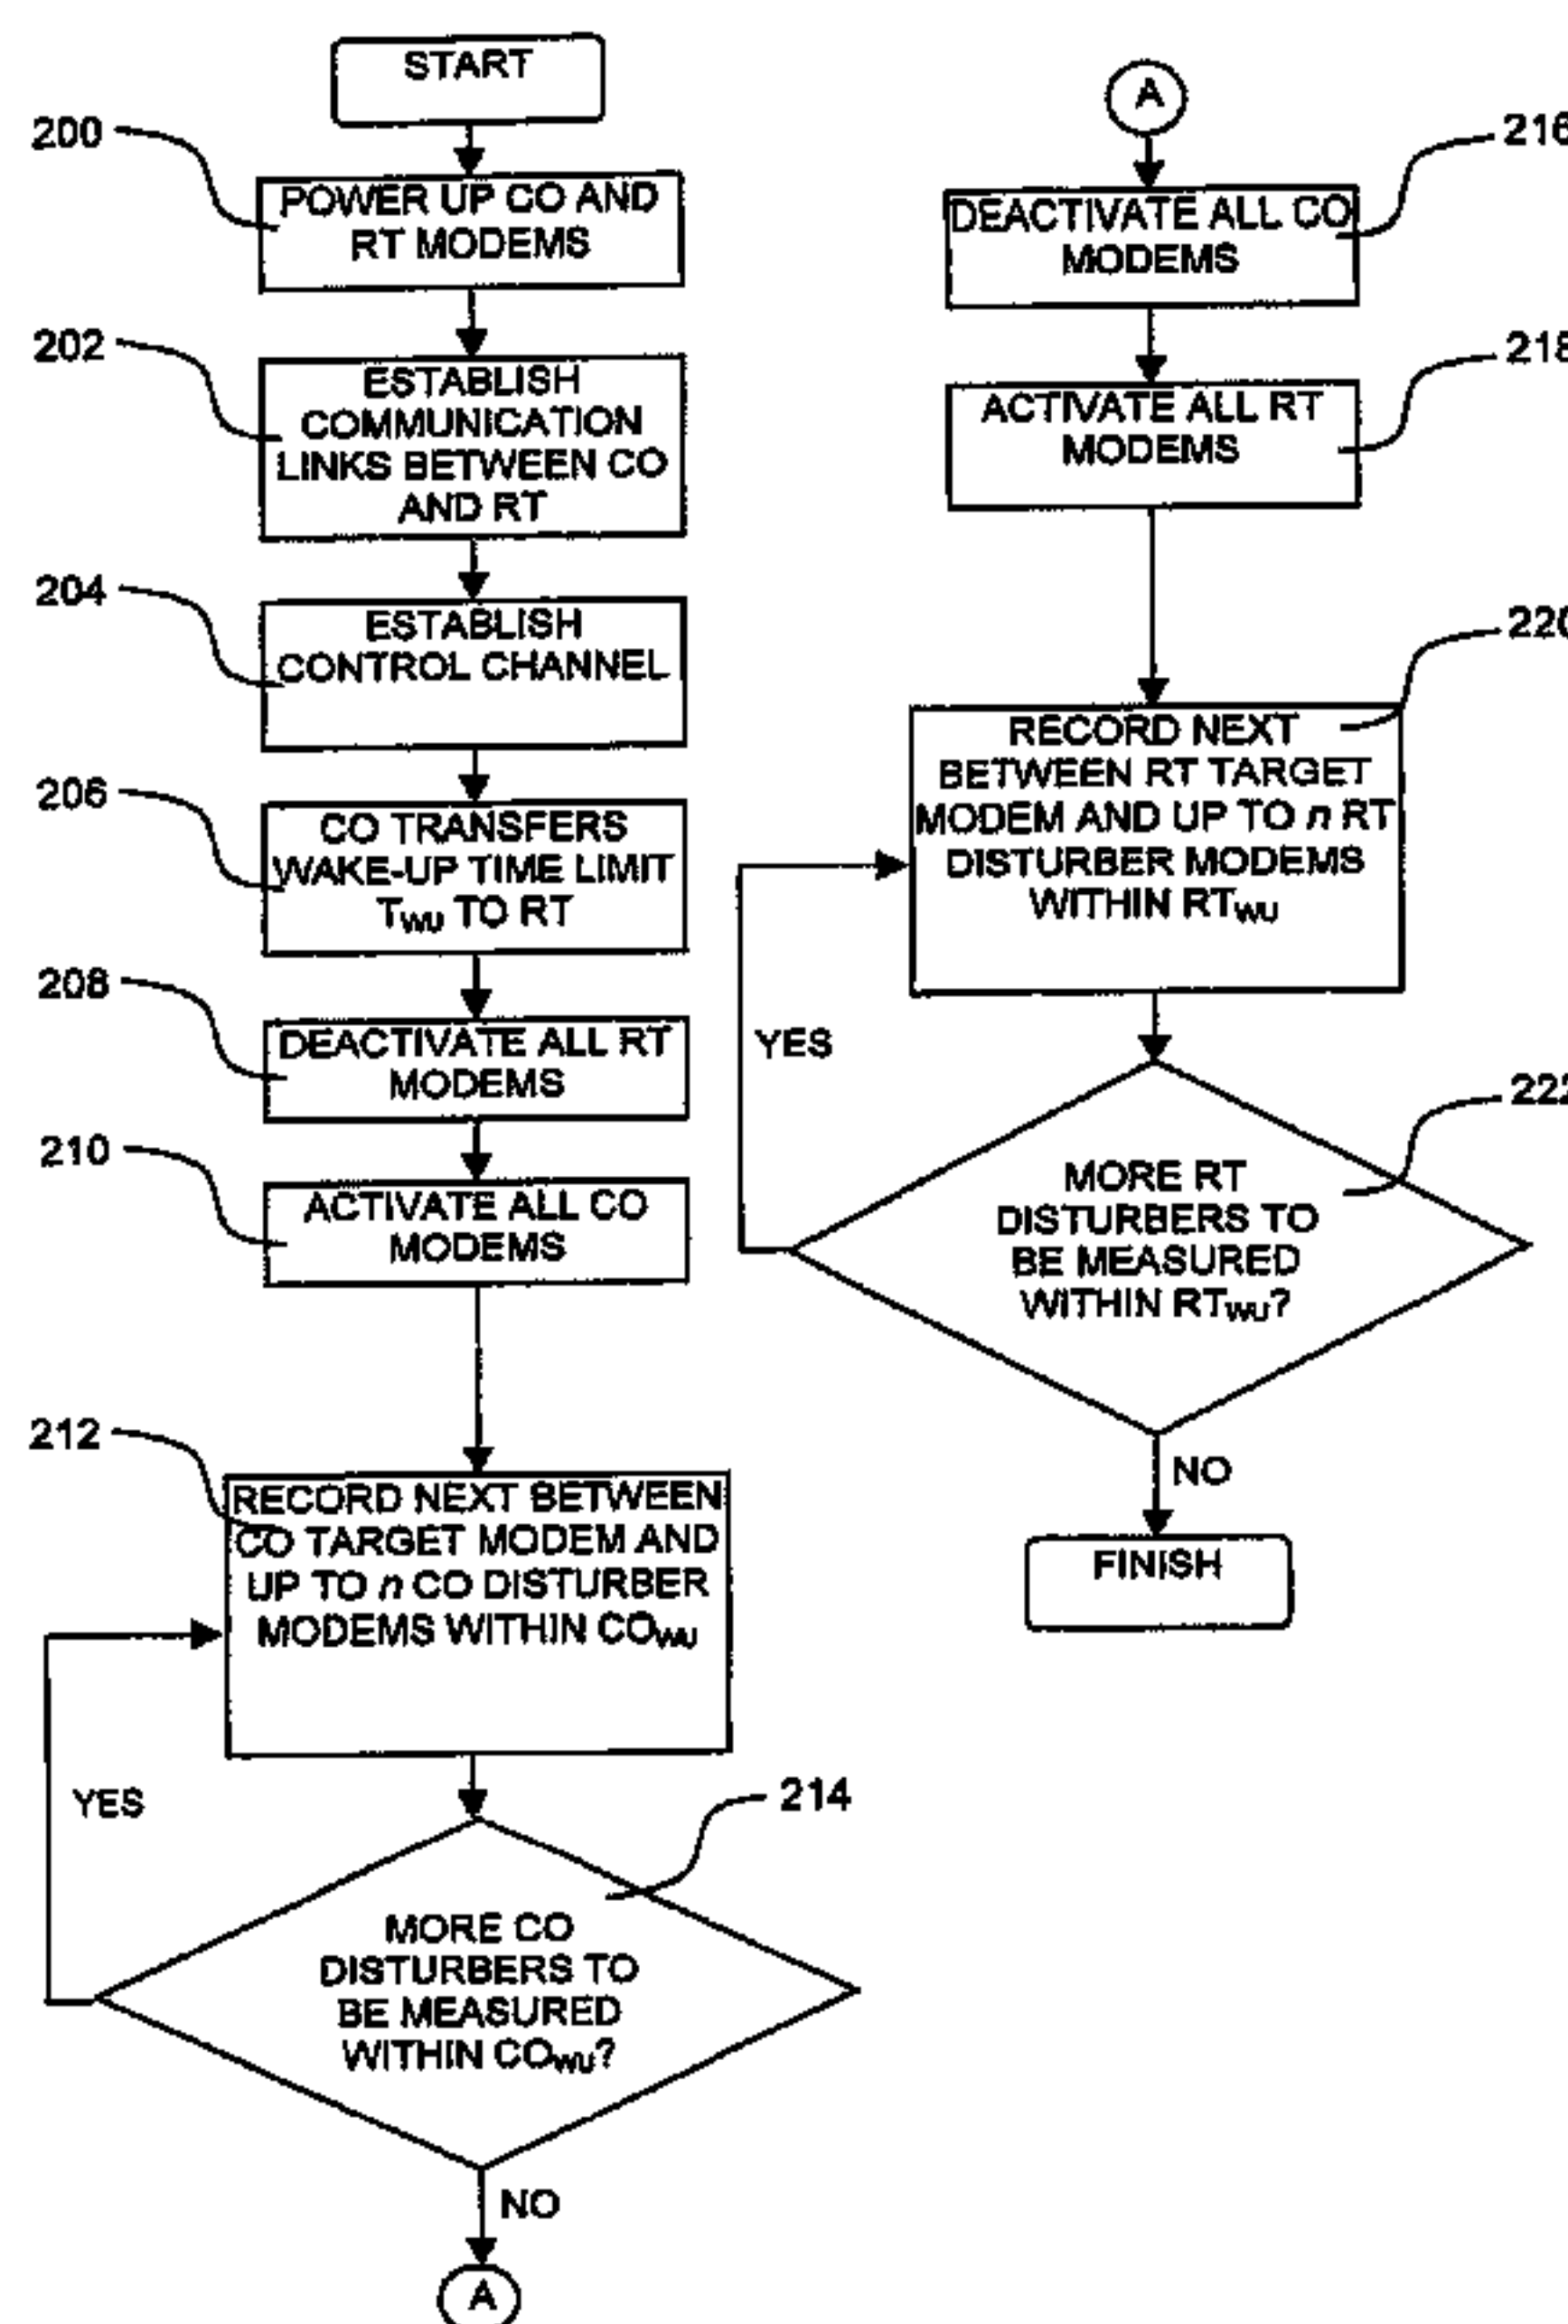 START
200
POWER UP CO AND
RT MODEMS
202
ESTABLISH
COMMUNICATION
LINKS BETWEEN CO
AND RT
204
ESTABLISH
CONTROL CHANNEL
206
CO TRANSFERS
WAKE-UP TIME LIMIT
TWU TO RT
208
DEACTIVATE ALL RT
MODEMS
210
ACTIVATE ALL CO
MODEMS
212
RECORD NEXT BETWEEN
CO TARGET MODEM AND
UP TO n CO DISTURBER
MODEMS WITHIN COWU
YES
214
MORE CO
DISTURBERS TO
BE MEASURED
WITHIN COWU?
NO
A
A
216
DEACTIVATE ALL CO
MODEMS
218
ACTIVATE ALL RT
MODEMS
220
RECORD NEXT
BETWEEN RT TARGET
MODEM AND UP TO n RT
DISTURBER MODEMS
WITHIN RTWU
YES
222
MORE RT
DISTURBERS TO
BE MEASURED
WITHIN RTWU?
NO
FINISH